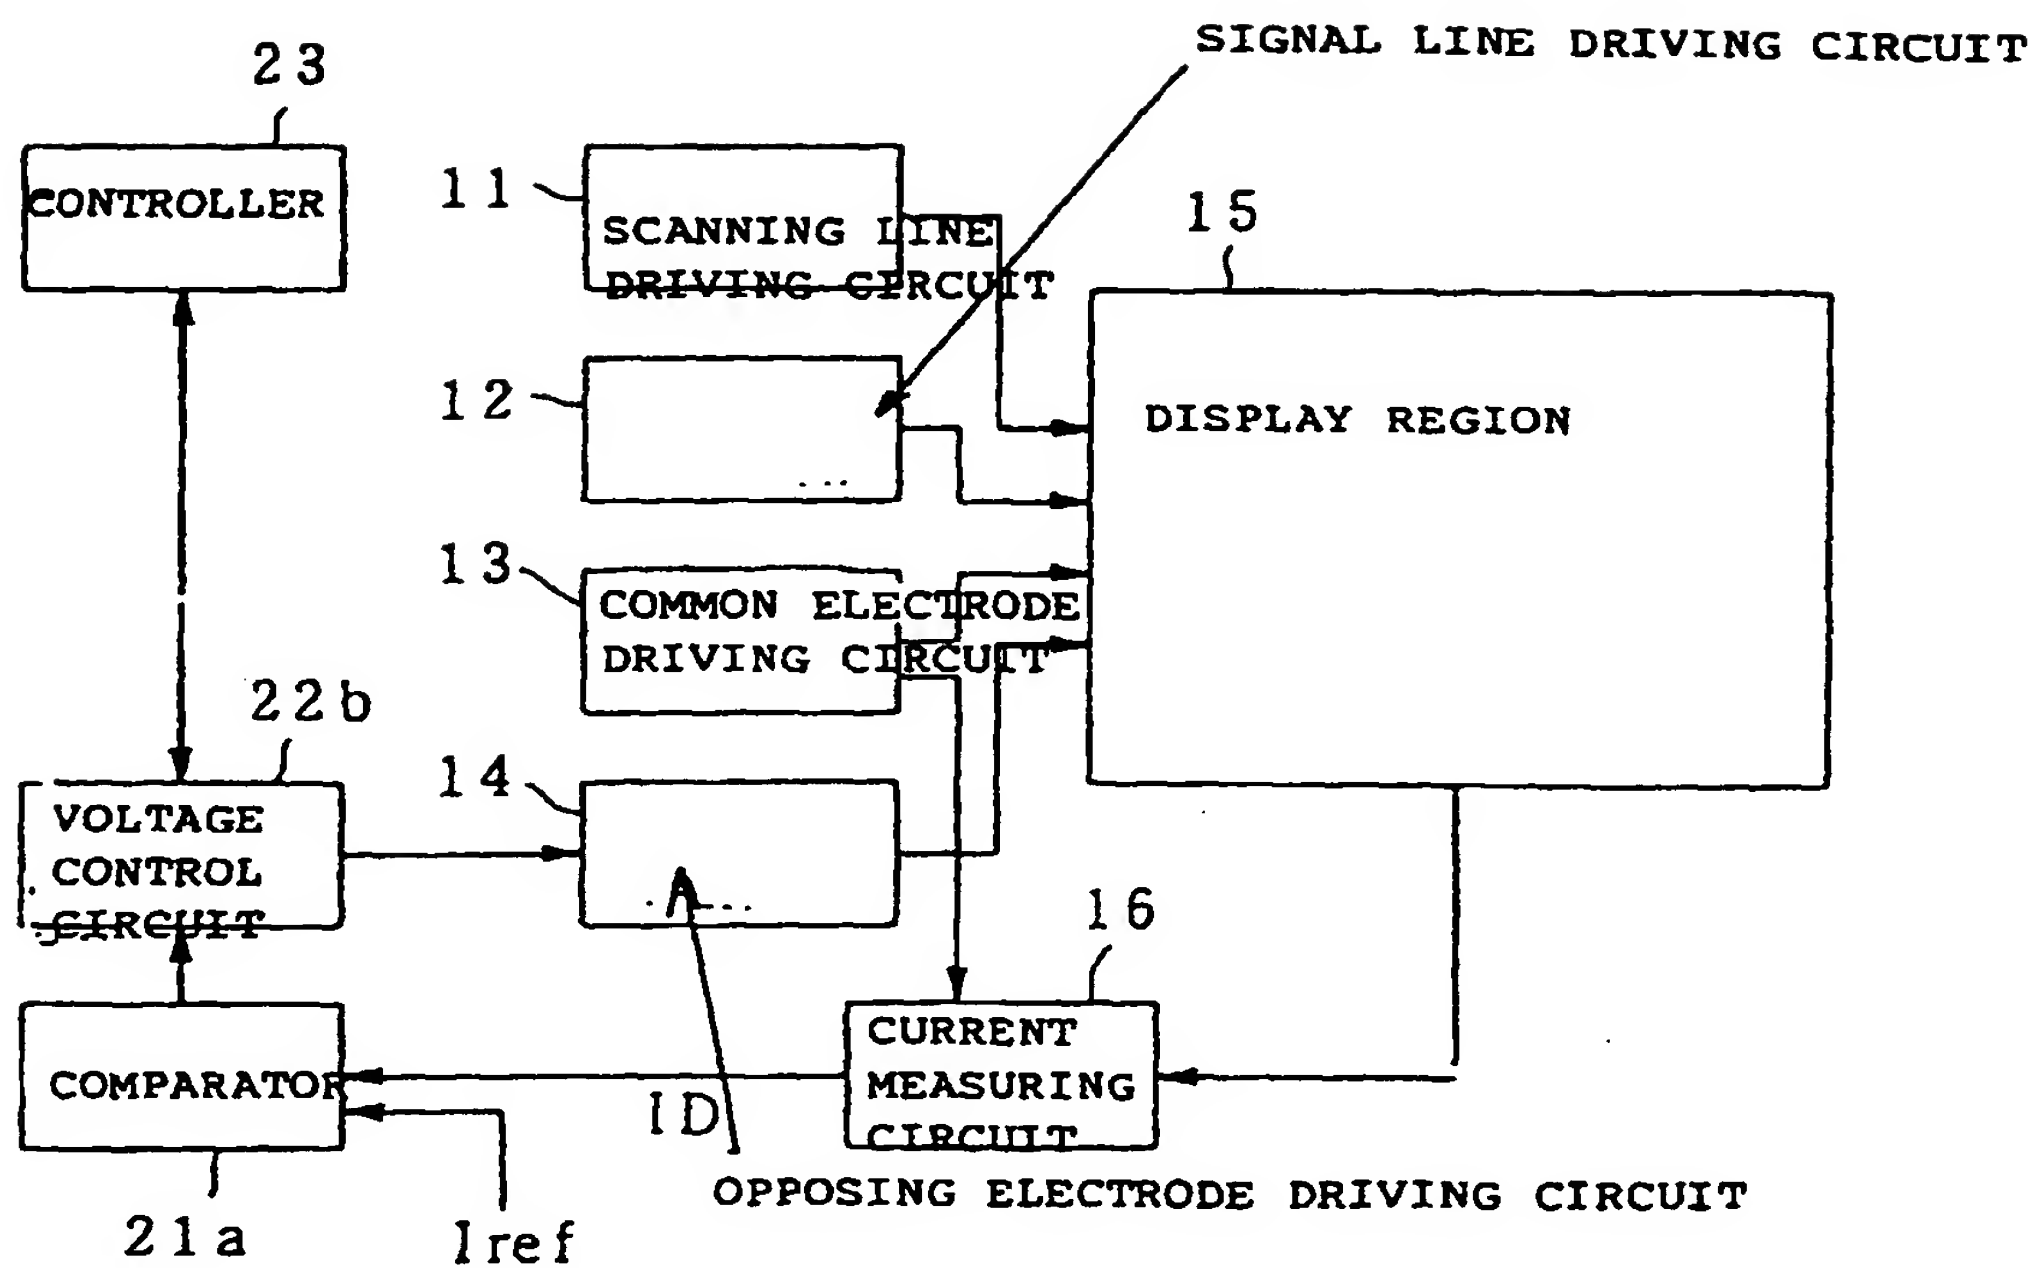 SIGNAL LINE DRIVING CIRCUIT
23
CONTROLLER
11
SCANNING LINE
DRIVING CIRCUIT
15
12
DISPLAY REGION
13
COMMON ELECTRODE
DRIVING CIRCUIT
22b
14
VOLTAGE
CONTROL
CIRCUIT
16
CURRENT
MEASURING
CIRCUIT
COMPARATOR
ID
OPPOSING ELECTRODE DRIVING CIRCUIT
21a
Iref